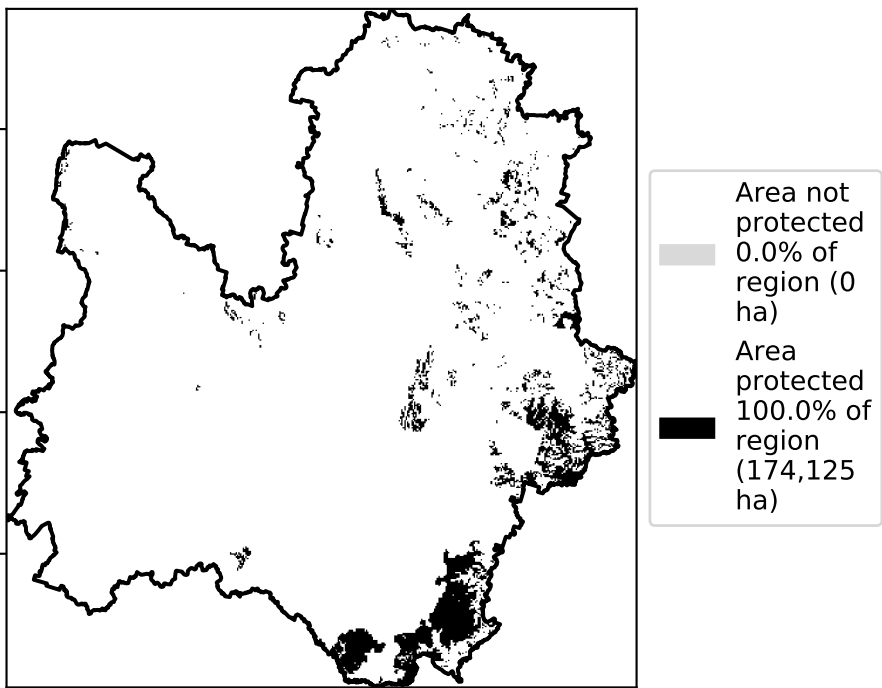 Area not
protected
0.0% of
region (0
ha)
Area
protected
100.0% of
region
(174,125
ha)